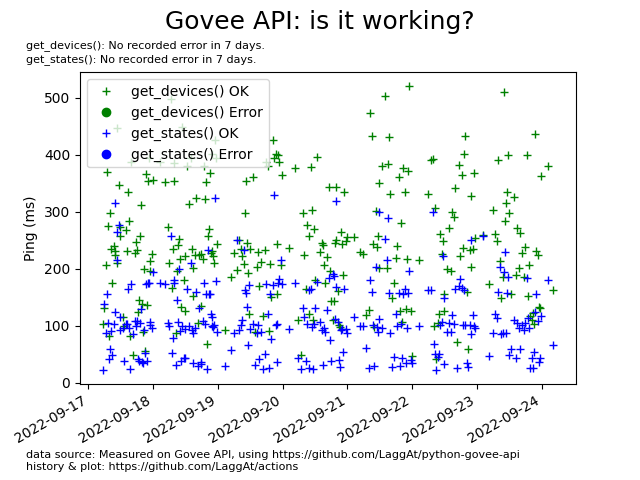 Govee API: is it working?
get_devices(): No recorded error in 7 days.
get_states(): No recorded error in 7 days.
get_devices() OK
get_devices() Error
get_states() OK
get_states() Error
Ping (ms)
500
400
300
200
100
0
2022-09-17
2022-09-18
2022-09-19
2022-09-20
2022-09-21
2022-09-22
2022-09-23
2022-09-24
data source: Measured on Govee API, using https://github.com/LaggAt/python-govee-api
history & plot: https://github.com/LaggAt/actions